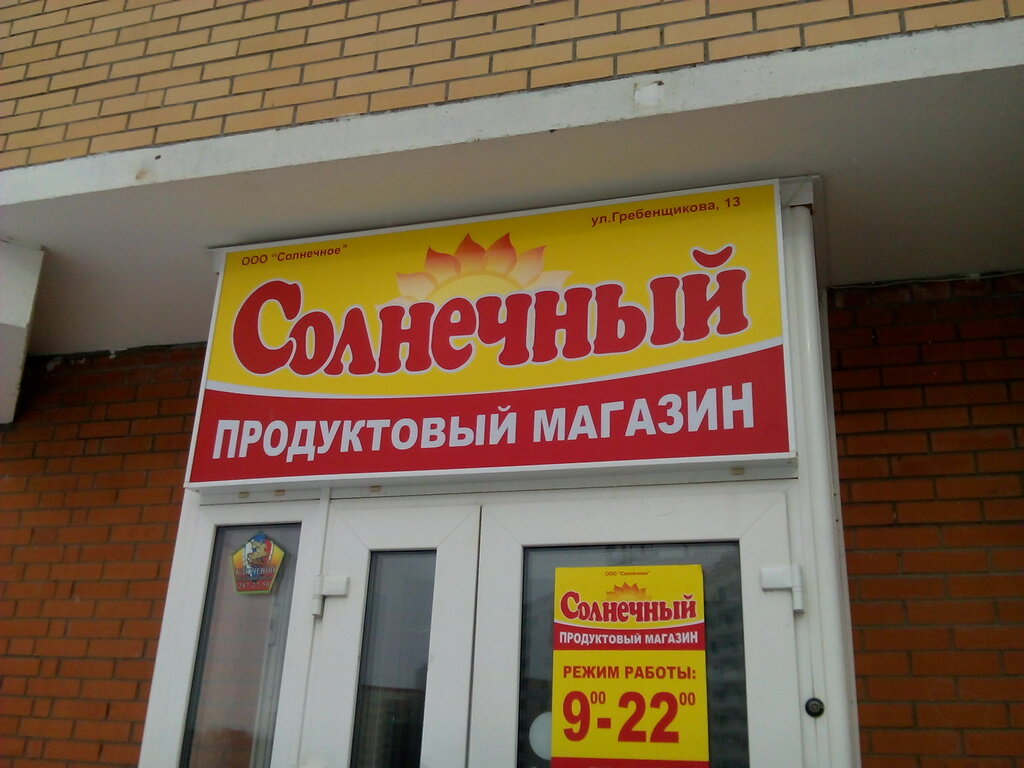 ООО "Солнечное"
ул.Гребенщикова, 13
Солнечный
ПРОДУКТОВЫЙ МАГАЗИН
ООО "Солнечное"
Солнечный
ПРОДУКТОВЫЙ МАГАЗИН
РЕЖИМ РАБОТЫ:
900-2200